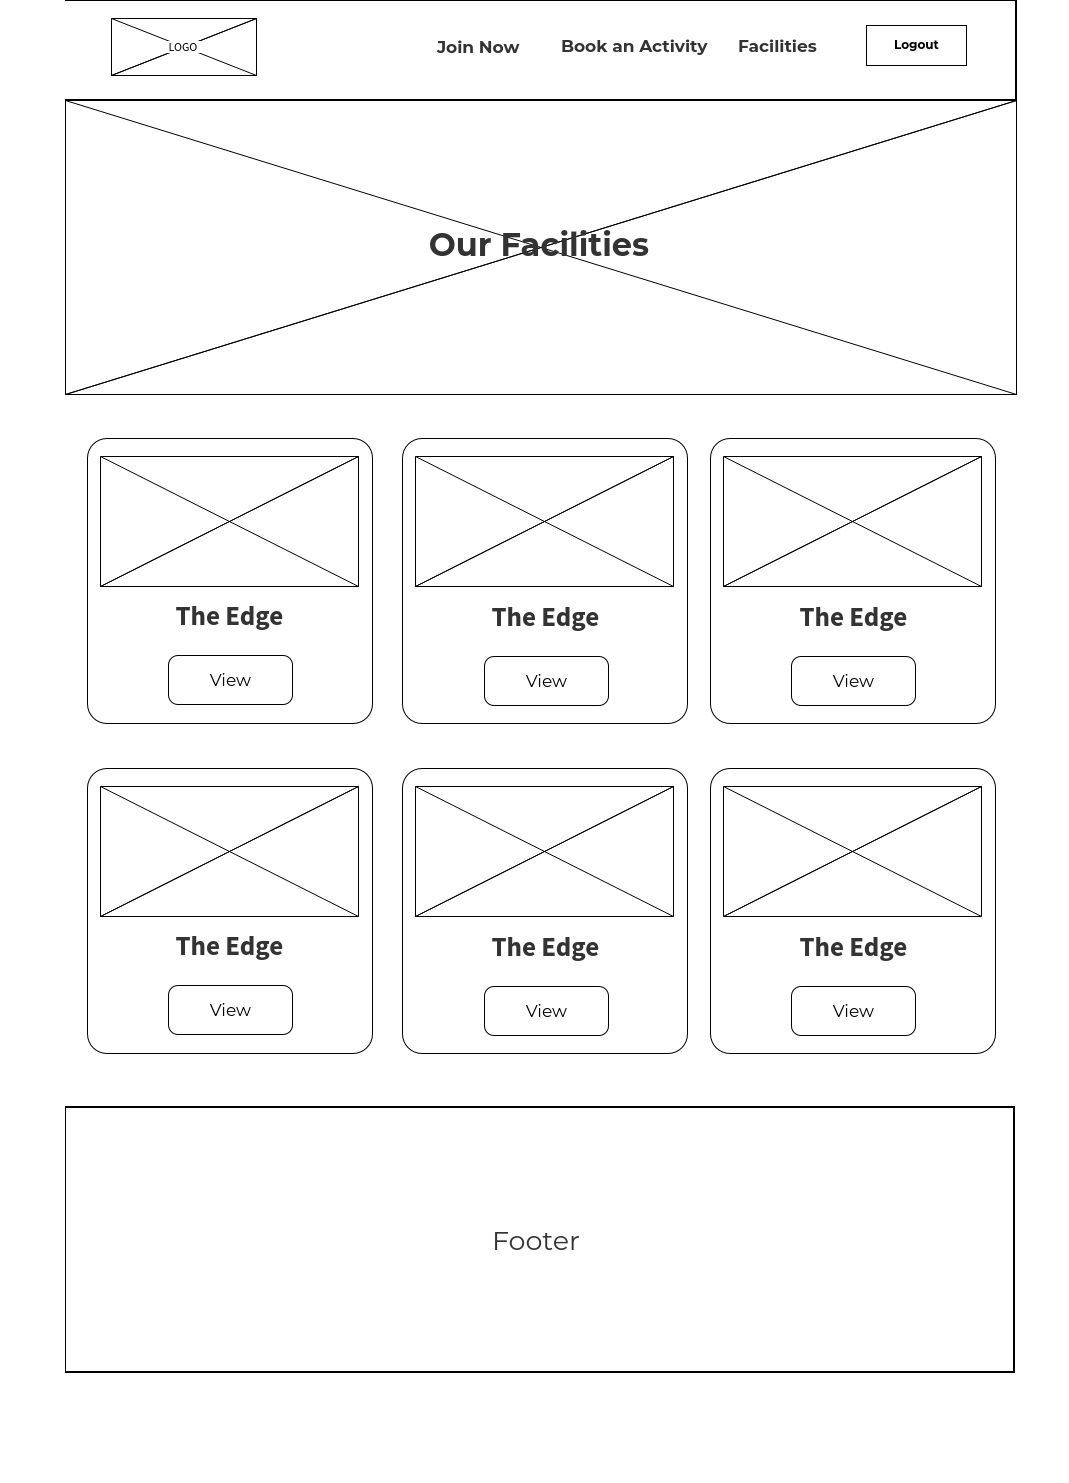 LOGO
Join Now
Book an Activity
Facilities
Logout
Our Facilities
The Edge
The Edge
The Edge
View
View
View
The Edge
The Edge
The Edge
View
View
View
Footer